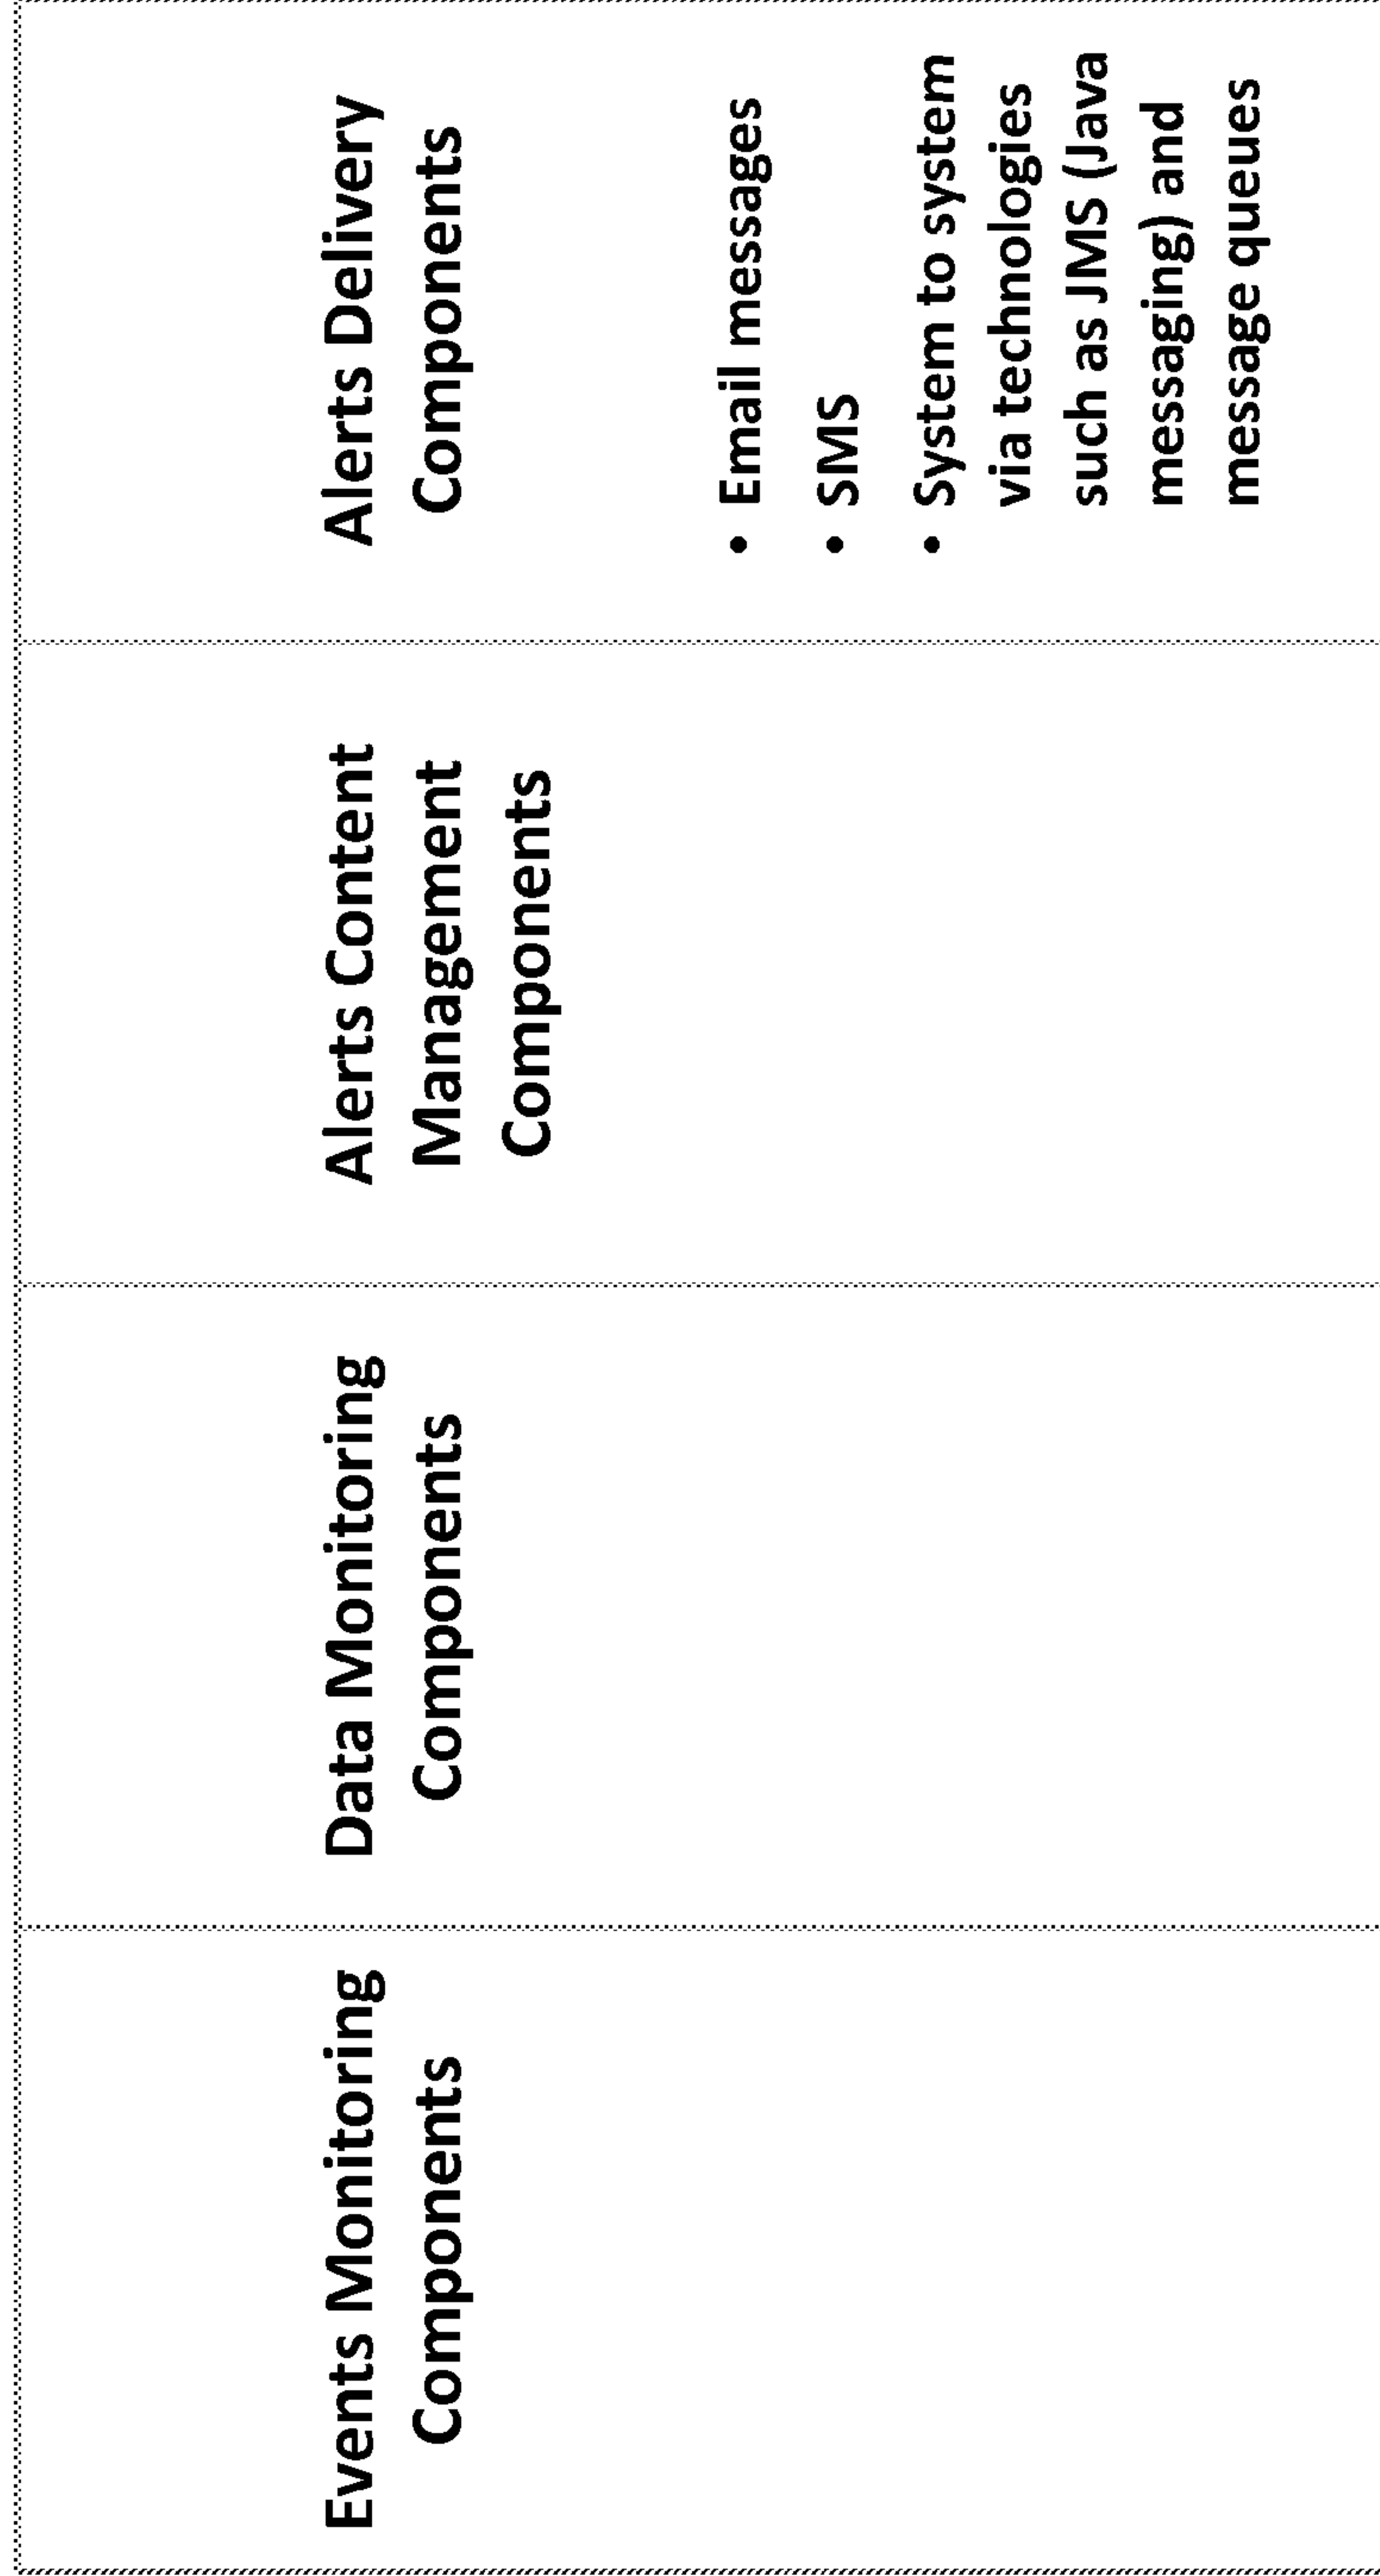 Events Monitoring
Components
Data Monitoring
Components
Alerts Content
Management
Components
Alerts Delivery
Components
• Email messages
• SMS
• System to system
via technologies
such as JMS (Java
messaging) and
message queues